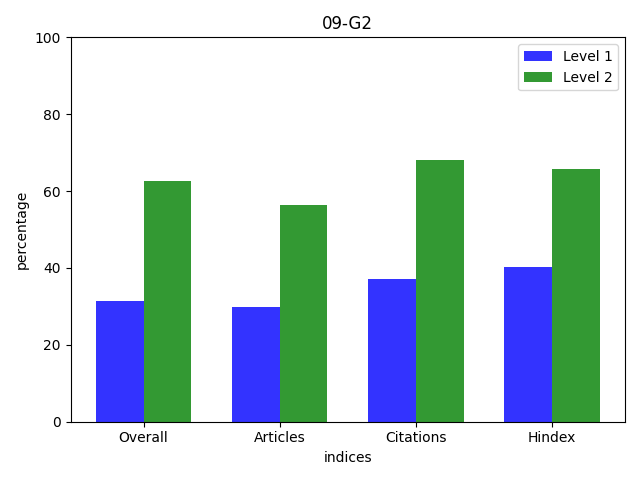 09-G2
100
80
60
40
20
0
percentage
Level 1
Level 2
Overall Articles Citations Hindex
indices